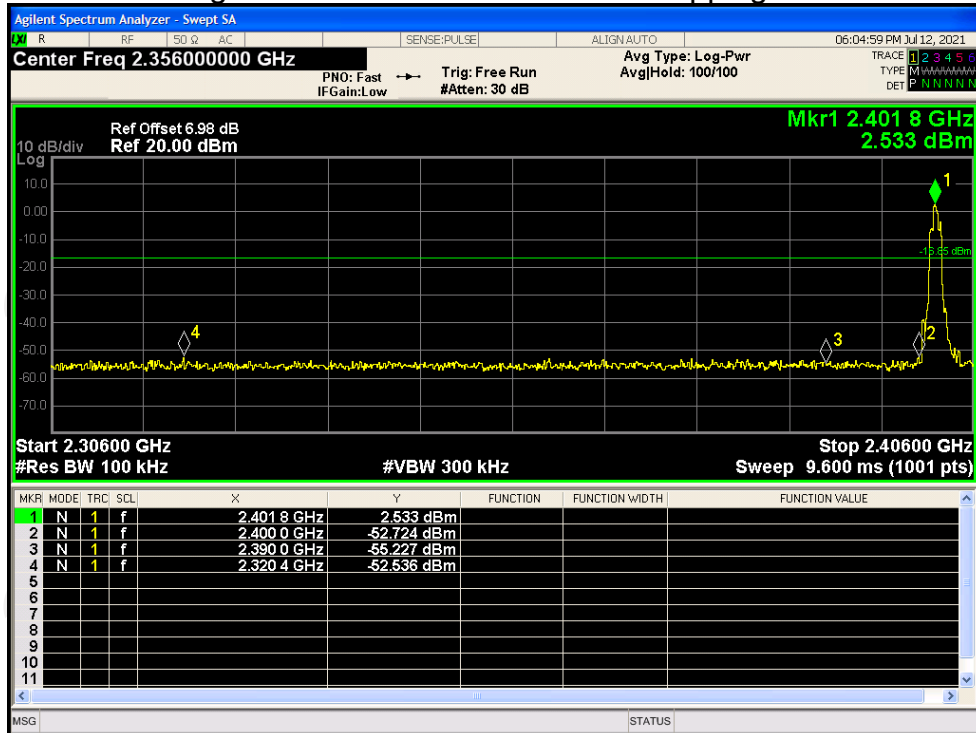 Agilent Spectrum Analyzer - Swept SA
LXI R RF 50 Ω AC SENSE:PULSE ALIGN AUTO 06:04:59 PM Jul 12, 2021
Center Freq 2.356000000 GHz
PNO: Fast
IFGain:Low
Trig: Free Run
#Atten: 30 dB
Avg Type: Log-Pwr
Avg|Hold: 100/100
TRACE 1 2 3 4 5 6
TYPE M
DET P N N N N N
10 dB/div
Log
Ref Offset 6.98 dB
Ref 20.00 dBm
Mkr1 2.401 8 GHz
2.533 dBm
10.0
0.00
-10.0
-20.0
-30.0
-40.0
-50.0
-60.0
-70.0
1
-16.85 dBm
4
3
2
Start 2.30600 GHz Stop 2.40600 GHz
#Res BW 100 kHz #VBW 300 kHz Sweep 9.600 ms (1001 pts)
MKR MODE TRC SCL X Y FUNCTION FUNCTION WIDTH FUNCTION VALUE
1 N 1 f 2.401 8 GHz 2.533 dBm
2 N 1 f 2.400 0 GHz -52.724 dBm
3 N 1 f 2.390 0 GHz -55.227 dBm
4 N 1 f 2.320 4 GHz -52.536 dBm
5
6
7
8
9
10
11
MSG STATUS